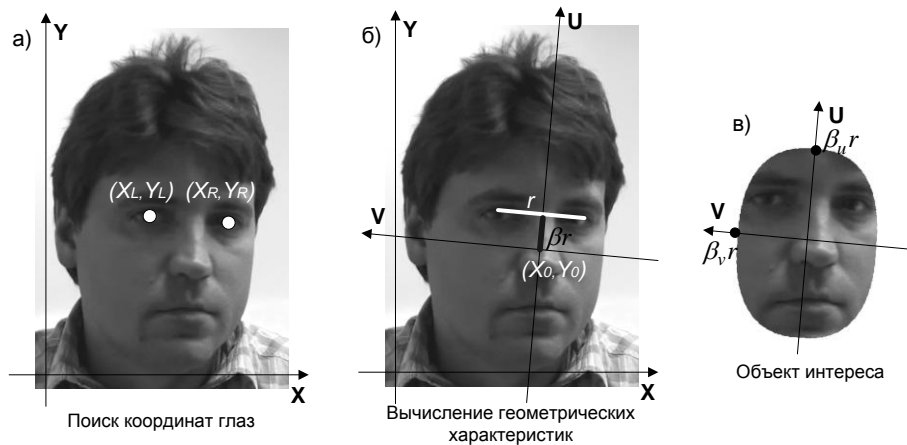 а)
Y
(XL,YL) (XR,YR)
X
Поиск координат глаз
б)
Y
U
r
V
βr
(X0,Y0)
X
Вычисление геометрических
характеристик
в)
U
βur
V
βvr
Объект интереса